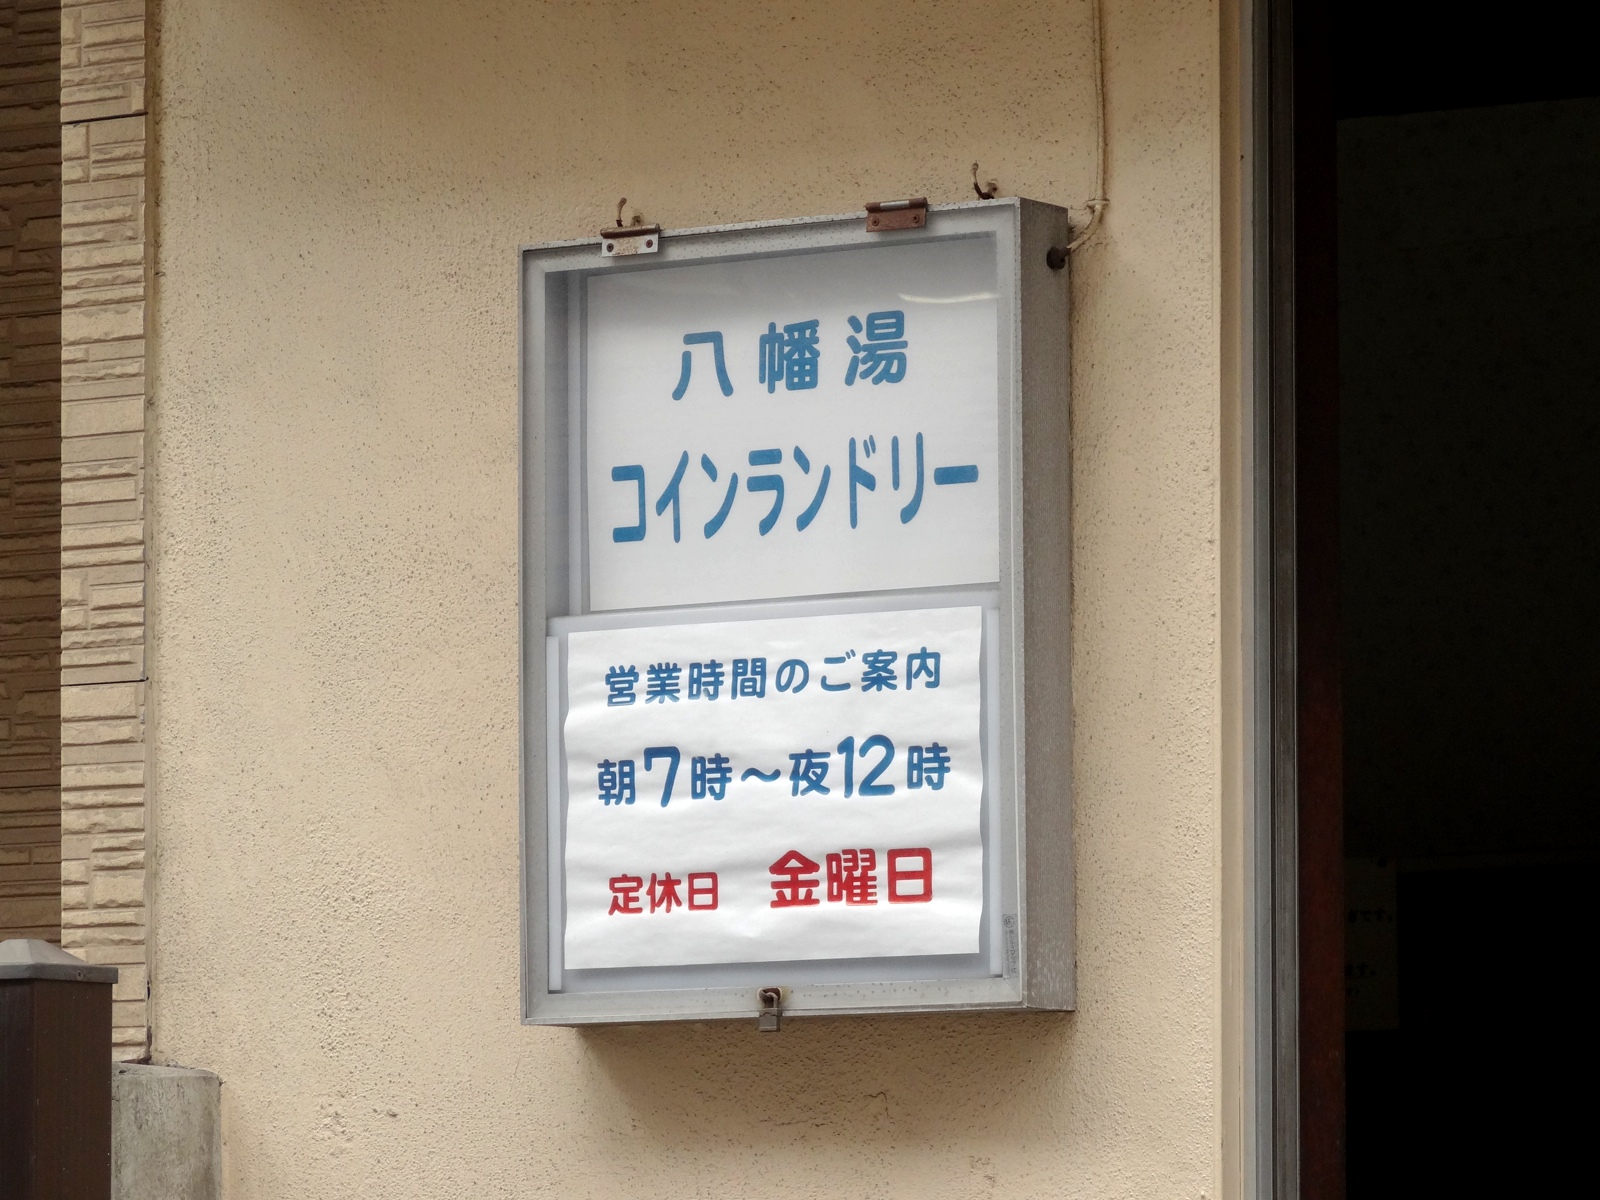 八幡湯
コインランドリー
営業時間のご案内
朝7時～夜12時
定休日 金曜日